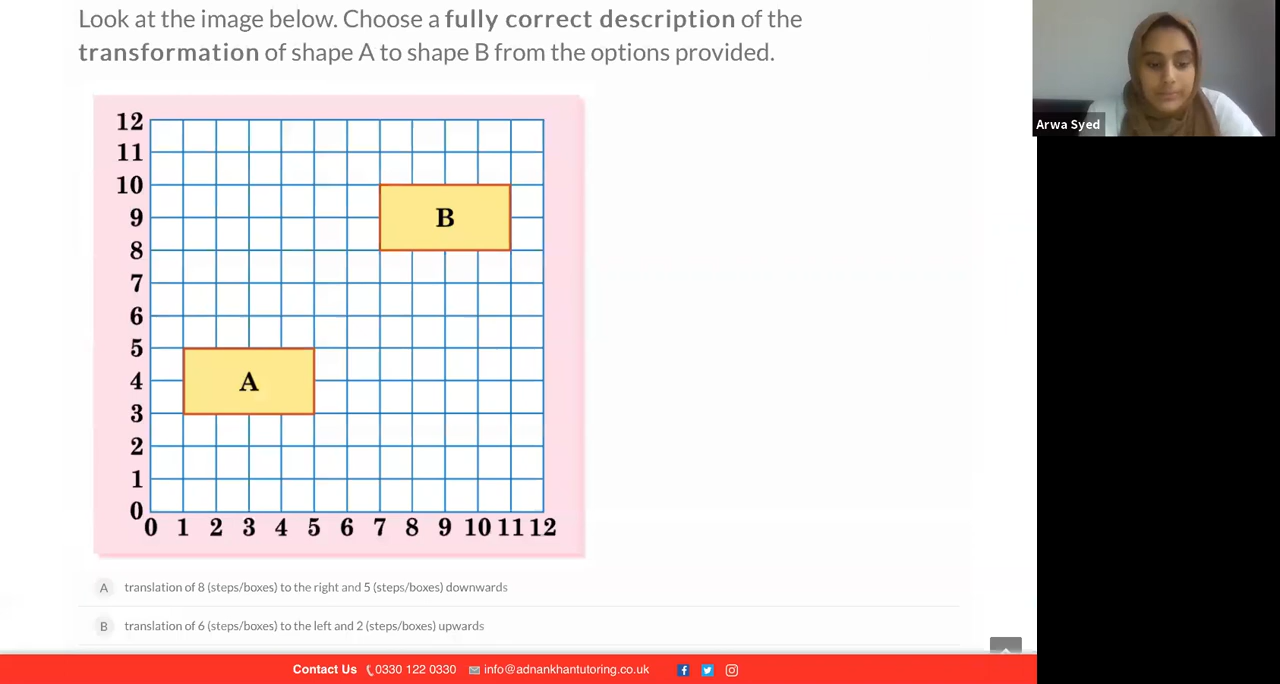 Look at the image below. Choose a fully correct description of the
transformation of shape A to shape B from the options provided.
Arwa Syed
12
11
10
9
8
7
6
5
4
3
2
1
0
B
A
0 1 2 3 4 5 6 7 8 9 10 11 12
A translation of 8 (steps/boxes) to the right and 5 (steps/boxes) downwards
B translation of 6 (steps/boxes) to the left and 2 (steps/boxes) upwards
Contact Us 0330 122 0330 info@adnankhantutoring.co.uk